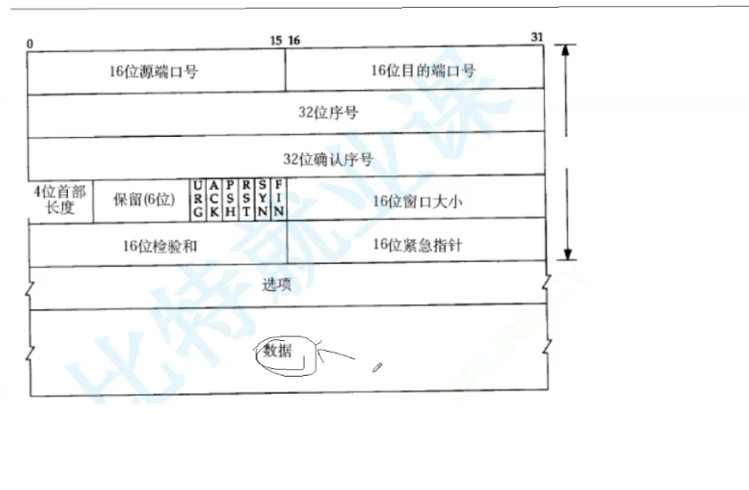 0 15 16 31
16位源端口号 16位目的端口号
32位序号
32位确认序号
4位首部
长度
保留(6位)
URG ACK PSH RST SYN FIN
16位窗口大小
16位检验和 16位紧急指针
选项
数据
比特就业课